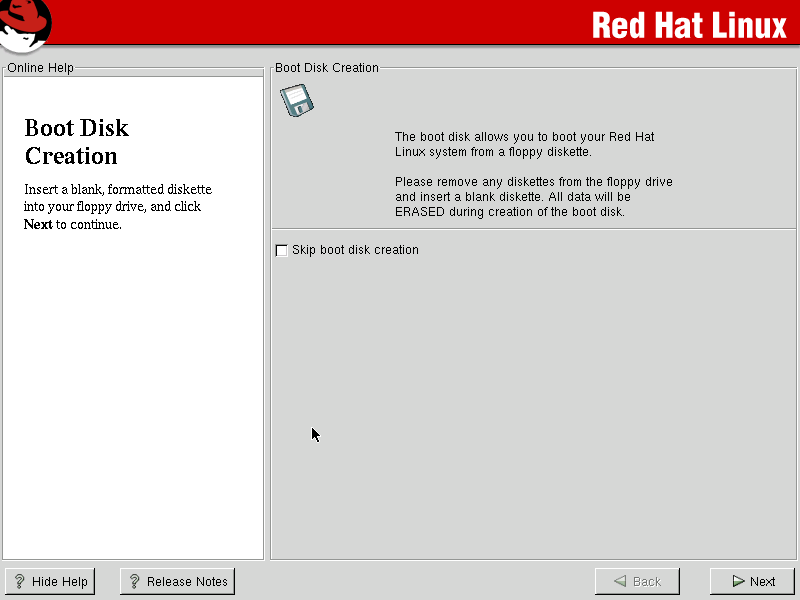 Red Hat Linux
Online Help
Boot Disk
Creation
Insert a blank, formatted diskette
into your floppy drive, and click
Next to continue.
Boot Disk Creation
The boot disk allows you to boot your Red Hat
Linux system from a floppy diskette.
Please remove any diskettes from the floppy drive
and insert a blank diskette. All data will be
ERASED during creation of the boot disk.
Skip boot disk creation
Hide Help
Release Notes
Back
Next